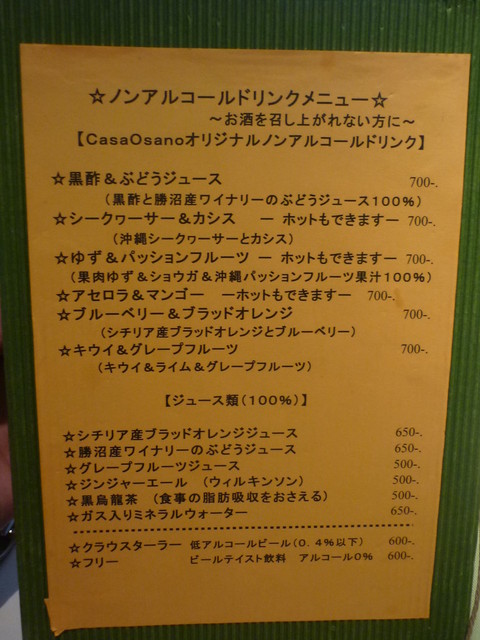 ☆ノンアルコールドリンクメニュー☆
～お酒を召し上がれない方に～
【CasaOsanoオリジナルノンアルコールドリンク】
☆黒酢＆ぶどうジュース 700-.
（黒酢と勝沼産ワイナリーのぶどうジュース100％）
☆シークヮーサー＆カシス ー ホットもできますー 700-.
（沖縄シークヮーサーとカシス）
☆ゆず＆パッションフルーツ ー ホットもできますー 700-.
（果肉ゆず＆ショウガ＆沖縄パッションフルーツ果汁100％）
☆アセロラ＆マンゴー ーホットもできますー 700-.
☆ブルーベリー＆ブラッドオレンジ 700-.
（シチリア産ブラッドオレンジとブルーベリー）
☆キウイ＆グレープフルーツ 700-.
（キウイ＆ライム＆グレープフルーツ）
【ジュース類（100％）】
☆シチリア産ブラッドオレンジジュース 650-.
☆勝沼産ワイナリーのぶどうジュース 650-.
☆グレープフルーツジュース 500-.
☆ジンジャーエール （ウィルキンソン） 500-.
☆黒烏龍茶 （食事の脂肪吸収をおさえる） 500-.
☆ガス入りミネラルウォーター 650-.
☆クラウスターラー 低アルコールビール（0．4％以下） 600-.
☆フリー ビールテイスト飲料 アルコール0％ 600-.